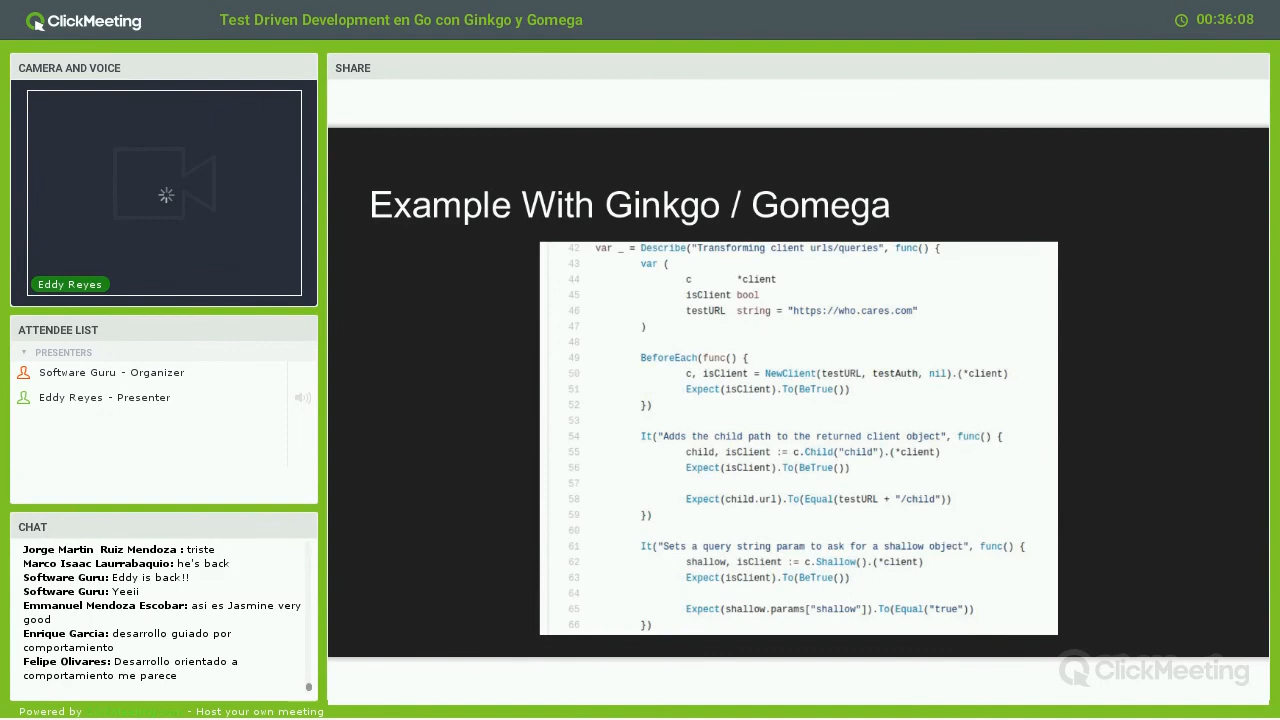 ClickMeeting
Test Driven Development en Go con Ginkgo y Gomega
00:36:08
CAMERA AND VOICE
Eddy Reyes
ATTENDEE LIST
PRESENTERS
Software Guru - Organizer
Eddy Reyes - Presenter
CHAT
Jorge Martin Ruiz Mendoza : triste
Marco Isaac Laurrabaquio: he's back
Software Guru: Eddy is back!!
Software Guru: Yeeii
Emmanuel Mendoza Escobar: asi es Jasmine very
good
Enrique Garcia: desarrollo guiado por
comportamiento
Felipe Olivares: Desarrollo orientado a
comportamiento me parece
Powered by - Host your own meeting
SHARE
Example With Ginkgo / Gomega
42 var _ = Describe("Transforming client urls/queries", func() {
43 var (
44 c *client
45 isClient bool
46 testURL string = "https://who.cares.com"
47 )
48
49 BeforeEach(func() {
50 c, isClient = NewClient(testURL, testAuth, nil).(*client)
51 Expect(isClient).To(BeTrue())
52 })
53
54 It("Adds the child path to the returned client object", func() {
55 child, isClient := c.Child("child").(*client)
56 Expect(isClient).To(BeTrue())
57
58 Expect(child.url).To(Equal(testURL + "/child"))
59 })
60
61 It("Sets a query string param to ask for a shallow object", func() {
62 shallow, isClient := c.Shallow().(*client)
63 Expect(isClient).To(BeTrue())
64
65 Expect(shallow.params["shallow"]).To(Equal("true"))
66 })
ClickMeeting